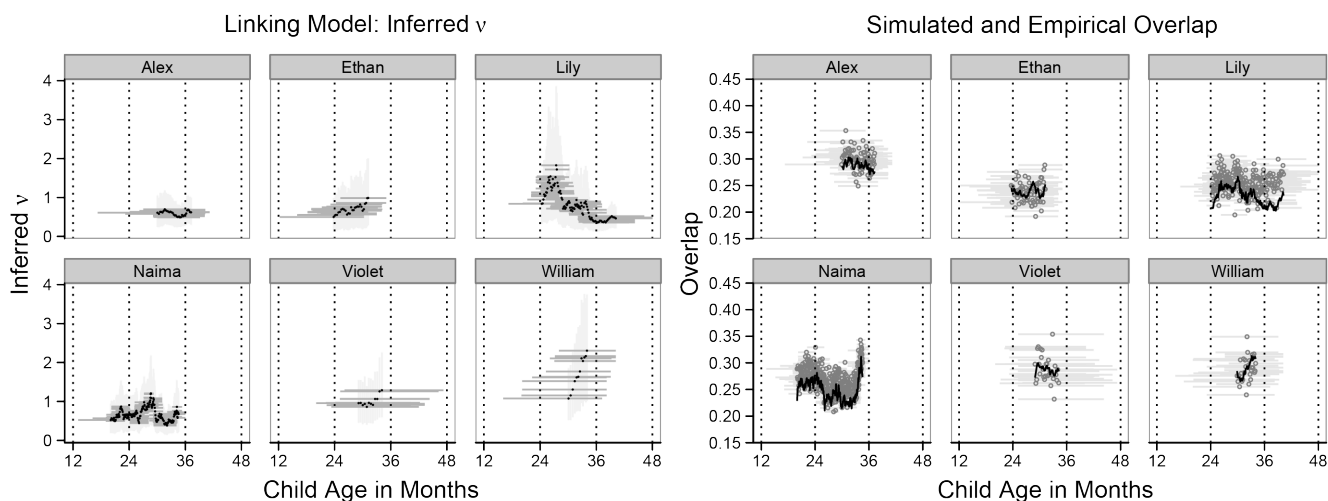 Linking Model: Inferred ν
Alex
Ethan
Lily
4
3
2
1
0
Naima
Violet
William
4
3
2
1
0
12
24
36
48
12
24
36
48
12
24
36
48
Inferred ν
Child Age in Months
Simulated and Empirical Overlap
Alex
Ethan
Lily
0.45
0.40
0.35
0.30
0.25
0.20
0.15
Naima
Violet
William
0.45
0.40
0.35
0.30
0.25
0.20
0.15
12
24
36
48
12
24
36
48
12
24
36
48
Overlap
Child Age in Months